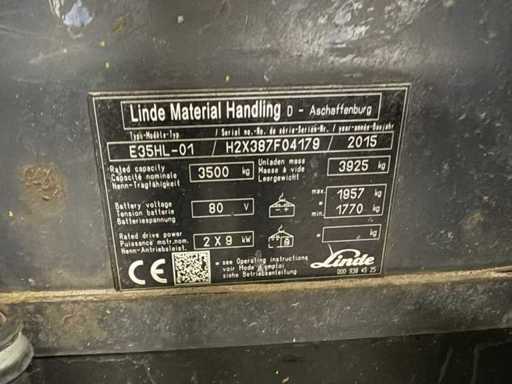 Linde Material Handling D - Aschaffenburg
Type-Modèle-Typ / Serial no.-No. de série-Serien-Nr. / year-année-Baujahr
E35HL-01 / H2X387F04179 / 2015
Rated capacity
Capacité nominale
Nenn-Tragfähigkeit
3500 kg
Unladen mass
Masse à vide
Leergewicht
3925 kg
Battery voltage
Tension batterie
Batteriespannung
80 V
max. 1957 kg
min. 1770 kg
Rated drive power
Puissance motr.nom.
Nenn-Antriebsleist.
2 X 9 kW
kg
CE
see Operating instructions
voir Mode d'emploi
siehe Betriebsanleitung
Linde
000 938 45 25